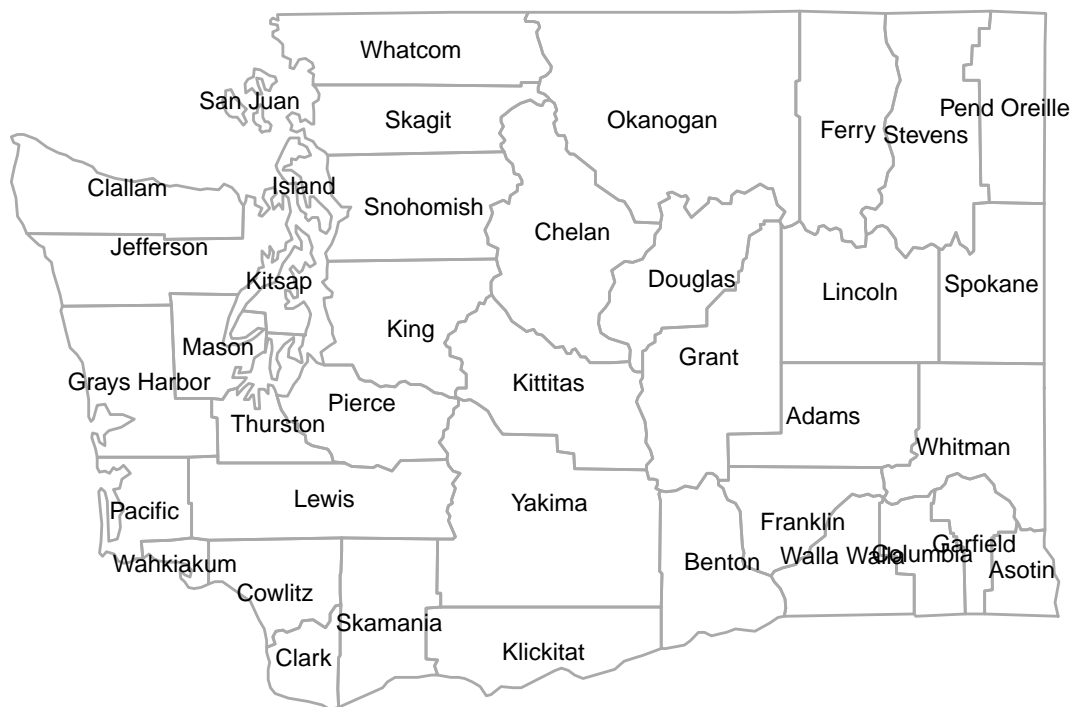 Whatcom
San Juan
Skagit
Okanogan
Ferry
Stevens
Pend Oreille
Clallam
Island
Snohomish
Chelan
Jefferson
Kitsap
Douglas
Lincoln
Spokane
King
Mason
Grant
Grays Harbor
Kittitas
Pierce
Thurston
Adams
Whitman
Lewis
Yakima
Pacific
Franklin
Garfield
Wahkiakum
Benton
Walla Walla
Columbia
Asotin
Cowlitz
Skamania
Klickitat
Clark